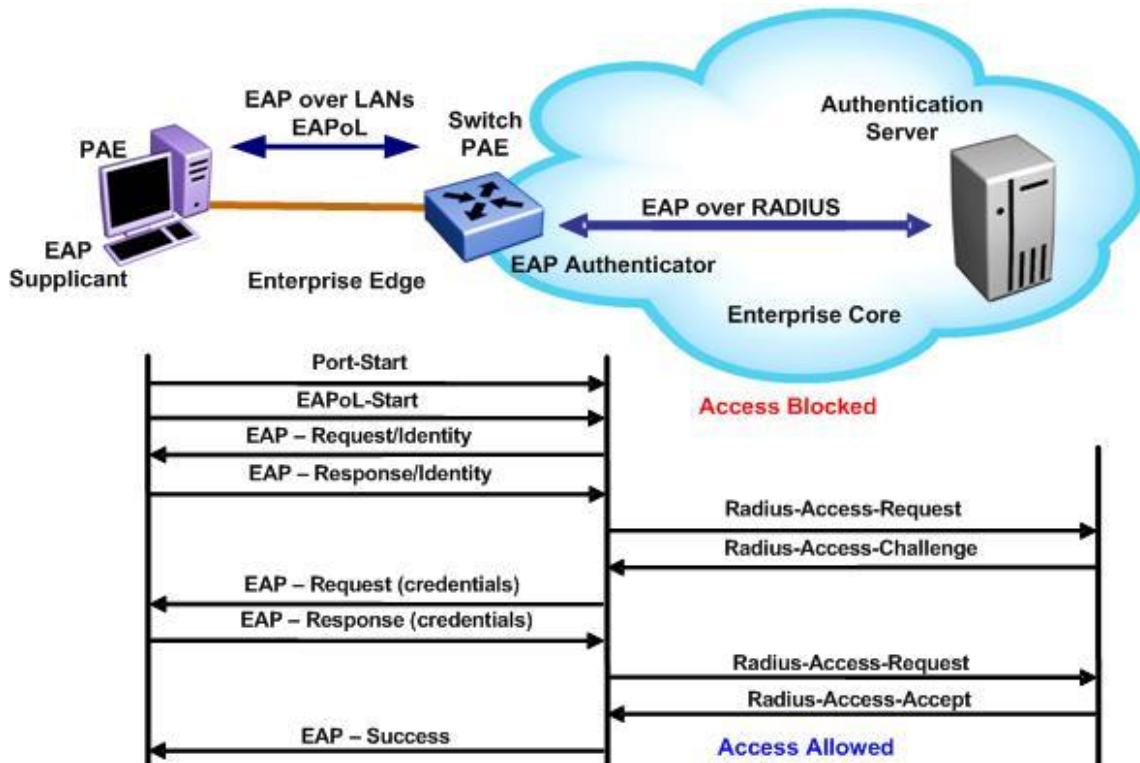 EAP over LANs
EAPoL
PAE
Switch
PAE
Authentication
Server
EAP over RADIUS
EAP
Supplicant
Enterprise Edge
EAP Authenticator
Enterprise Core
Port-Start
Access Blocked
EAPoL-Start
EAP – Request/Identity
EAP – Response/Identity
Radius-Access-Request
Radius-Access-Challenge
EAP – Request (credentials)
EAP – Response (credentials)
Radius-Access-Request
Radius-Access-Accept
EAP – Success
Access Allowed